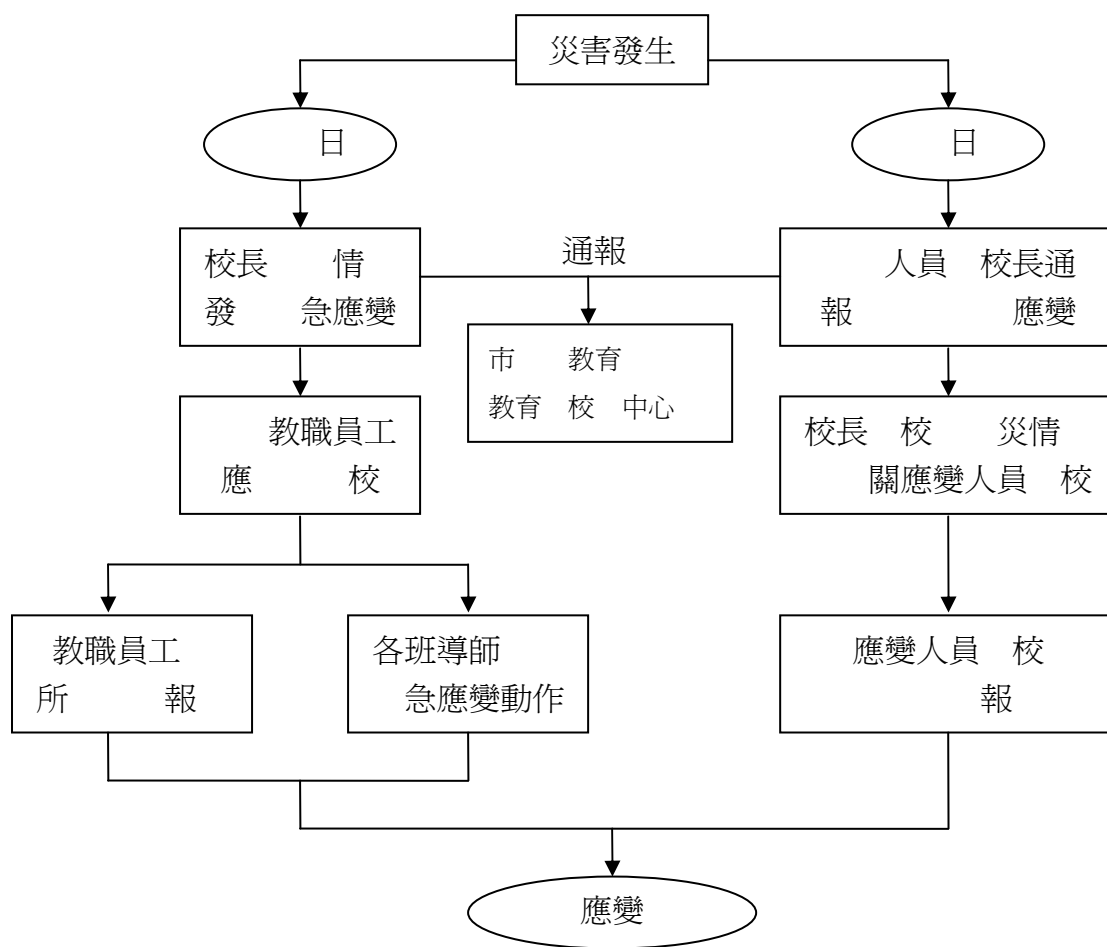 災害發生
日
日
校長 情
發 急應變
通報
人員 校長通
報 應變
市 教育
教育 校 中心
教職員工
應 校
校長 校 災情
關應變人員 校
教職員工
所 報
各班導師
急應變動作
應變人員 校
報
應變